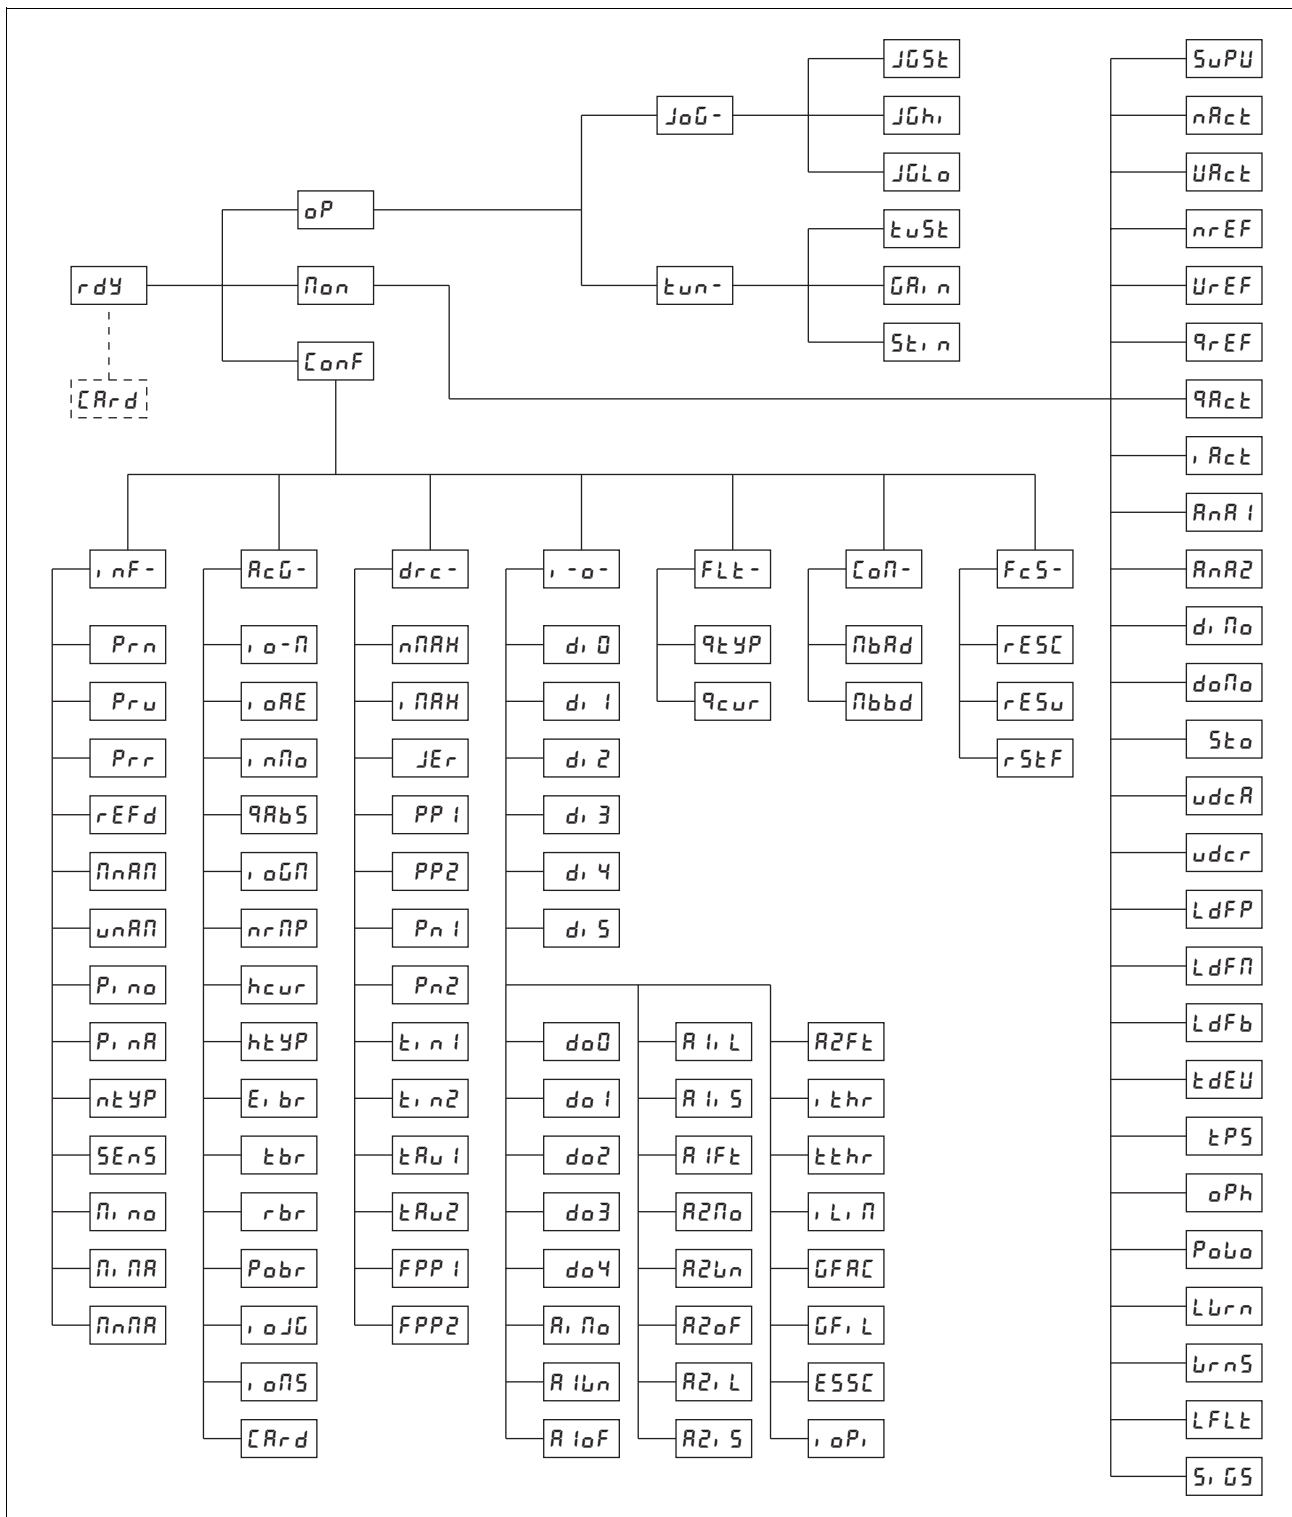 rdY
CArd
oP
Mon
ConF
JoG-
tun-
JGSt
JGhi
JGLo
tuSt
GAin
Stin
SuPV
nAct
VAct
nrEF
VrEF
qrEF
qAct
iAct
AnA1
AnA2
diMo
doMo
Sto
udcA
udcr
LdFP
LdFM
LdFb
tdEV
tPS
oPh
PoWo
LWrn
WrnS
LFLt
SiGS
inF-
Prn
Pru
Prr
rEFd
MnAM
unAM
Pino
PinA
ntYP
SEnS
Mino
MiMA
MnMA
AcG-
io-M
ioAE
inMo
qAbS
ioGM
nrMP
hcur
htYP
Eibr
tbr
rbr
Pobr
ioJG
ioMS
CArd
drc-
nMAX
iMAX
JEr
PP1
PP2
Pn1
Pn2
tin1
tin2
tAu1
tAu2
FPP1
FPP2
i-o-
di0
di1
di2
di3
di4
di5
do0
do1
do2
do3
do4
AiMo
A1Wn
A1oF
A1iL
A1iS
A1Ft
A2Mo
A2Wn
A2oF
A2iL
A2iS
A2Ft
ithr
tthr
iLiM
GFAC
GFiL
ESSC
ioPi
FLt-
qtYP
qcur
CoM-
MbAd
Mbbd
FcS-
rESC
rESu
rStF